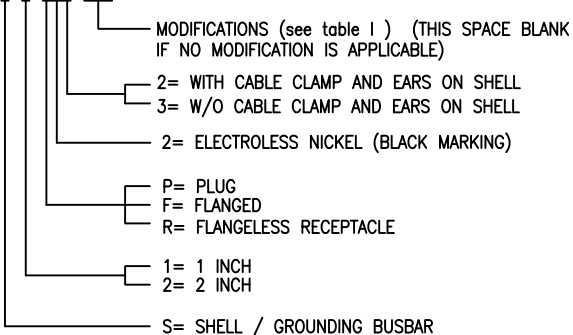 MODIFICATIONS (see table I ) (THIS SPACE BLANK
IF NO MODIFICATION IS APPLICABLE)
2= WITH CABLE CLAMP AND EARS ON SHELL
3= W/O CABLE CLAMP AND EARS ON SHELL
2= ELECTROLESS NICKEL (BLACK MARKING)
P= PLUG
F= FLANGED
R= FLANGELESS RECEPTACLE
1= 1 INCH
2= 2 INCH
S= SHELL / GROUNDING BUSBAR